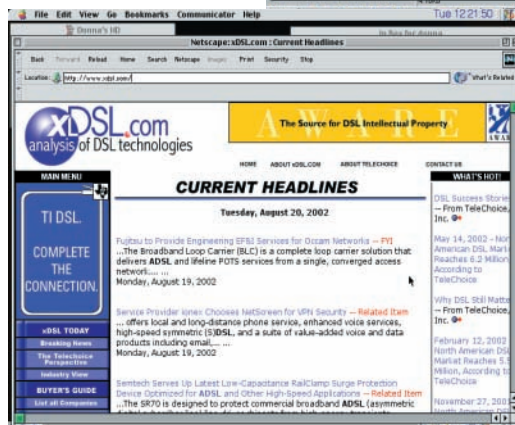 File Edit View Go Bookmarks Communicator Help
Tue 12:21:50
Donna's HD
Netscape: xDSL.com : Current Headlines
Back Forward Reload Home Search Netscape Images Print Security Stop
Location: http://www.xdsl.com/
What's Related
xDSL.com
analysis of DSL technologies
AWARE
The Source for DSL Intellectual Property
HOME ABOUT xDSL.COM ABOUT TELECHOICE CONTACT US
MAIN MENU
TI DSL.
COMPLETE
THE
CONNECTION.
xDSL TODAY
Breaking News
The Telechoice
Perspective
Industry View
BUYER'S GUIDE
List all Companies
CURRENT HEADLINES
Tuesday, August 20, 2002
Fujitsu to Provide Engineering EF&I Services for Occam Networks -- FYI
...The Broadband Loop Carrier (BLC) is a complete loop carrier solution that
delivers ADSL and lifeline POTS services from a single, converged access
network.... ...
Monday, August 19, 2002
Service Provider Ionex Chooses NetScreen for VPN Security -- Related Item
... offers local and long-distance phone service, enhanced voice services,
high-speed symmetric (S)DSL, and a suite of value-added voice and data
products including email,... ...
Monday, August 19, 2002
Semtech Serves Up Latest Low-Capacitance RailClamp Surge Protection
Device Optimized for ADSL and Other High-Speed Applications -- Related Item
...The SR70 is designed to protect commercial broadband ADSL (asymmetric
WHAT'S HOT!
DSL Success Storie
-- From TeleChoice,
Inc.
May 14, 2002 - Nor
American DSL Mark
Reaches 6.2 Million
According to
TeleChoice
Why DSL Still Matte
-- From TeleChoice,
Inc.
February 12, 2002
North American DSL
Market Reaches 5.5
Million, According to
TeleChoice
November 27, 2001
North American DSL